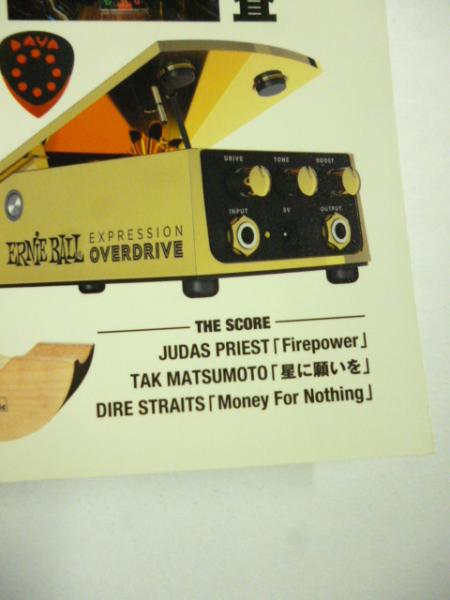 DAVA
DRIVE TONE BOOST
INPUT 9V OUTPUT
ERNIE BALL EXPRESSION
OVERDRIVE
THE SCORE
JUDAS PRIEST「Firepower」
TAK MATSUMOTO「星に願いを」
DIRE STRAITS「Money For Nothing」